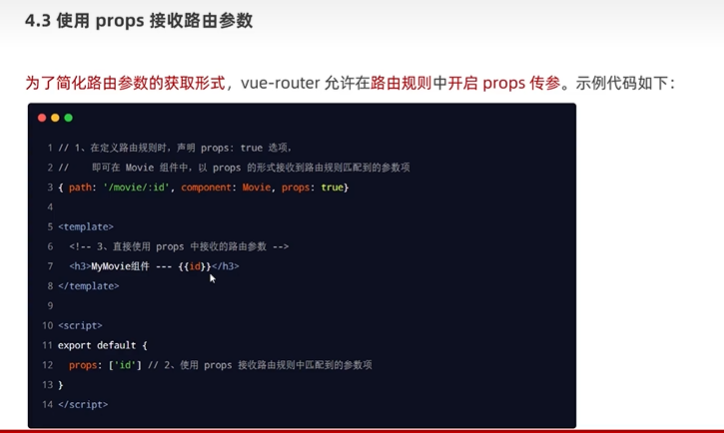 4.3 使用 props 接收路由参数
为了简化路由参数的获取形式，vue-router 允许在路由规则中开启 props 传参。示例代码如下：
1 // 1、在定义路由规则时，声明 props: true 选项，
2 //    即可在 Movie 组件中，以 props 的形式接收到路由规则匹配到的参数项
3 { path: '/movie/:id', component: Movie, props: true}
4
5 <template>
6   <!-- 3、直接使用 props 中接收的路由参数 -->
7   <h3>MyMovie组件 --- {{id}}</h3>
8 </template>
9
10 <script>
11 export default {
12   props: ['id'] // 2、使用 props 接收路由规则中匹配到的参数项
13 }
14 </script>